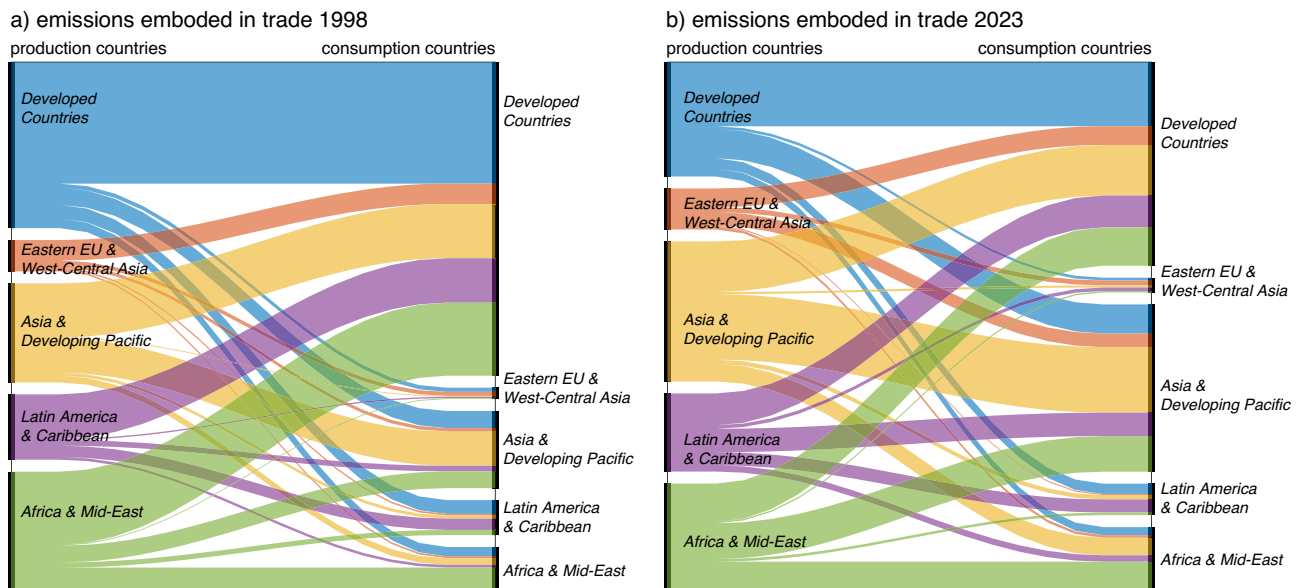 a) emissions emboded in trade 1998
production countries
consumption countries
Developed
Countries
Eastern EU &
West-Central Asia
Asia &
Developing Pacific
Latin America
& Caribbean
Africa & Mid-East
Developed
Countries
Eastern EU &
West-Central Asia
Asia &
Developing Pacific
Latin America
& Caribbean
Africa & Mid-East
b) emissions emboded in trade 2023
production countries
consumption countries
Developed
Countries
Eastern EU &
West-Central Asia
Asia &
Developing Pacific
Latin America
& Caribbean
Africa & Mid-East
Developed
Countries
Eastern EU &
West-Central Asia
Asia &
Developing Pacific
Latin America
& Caribbean
Africa & Mid-East